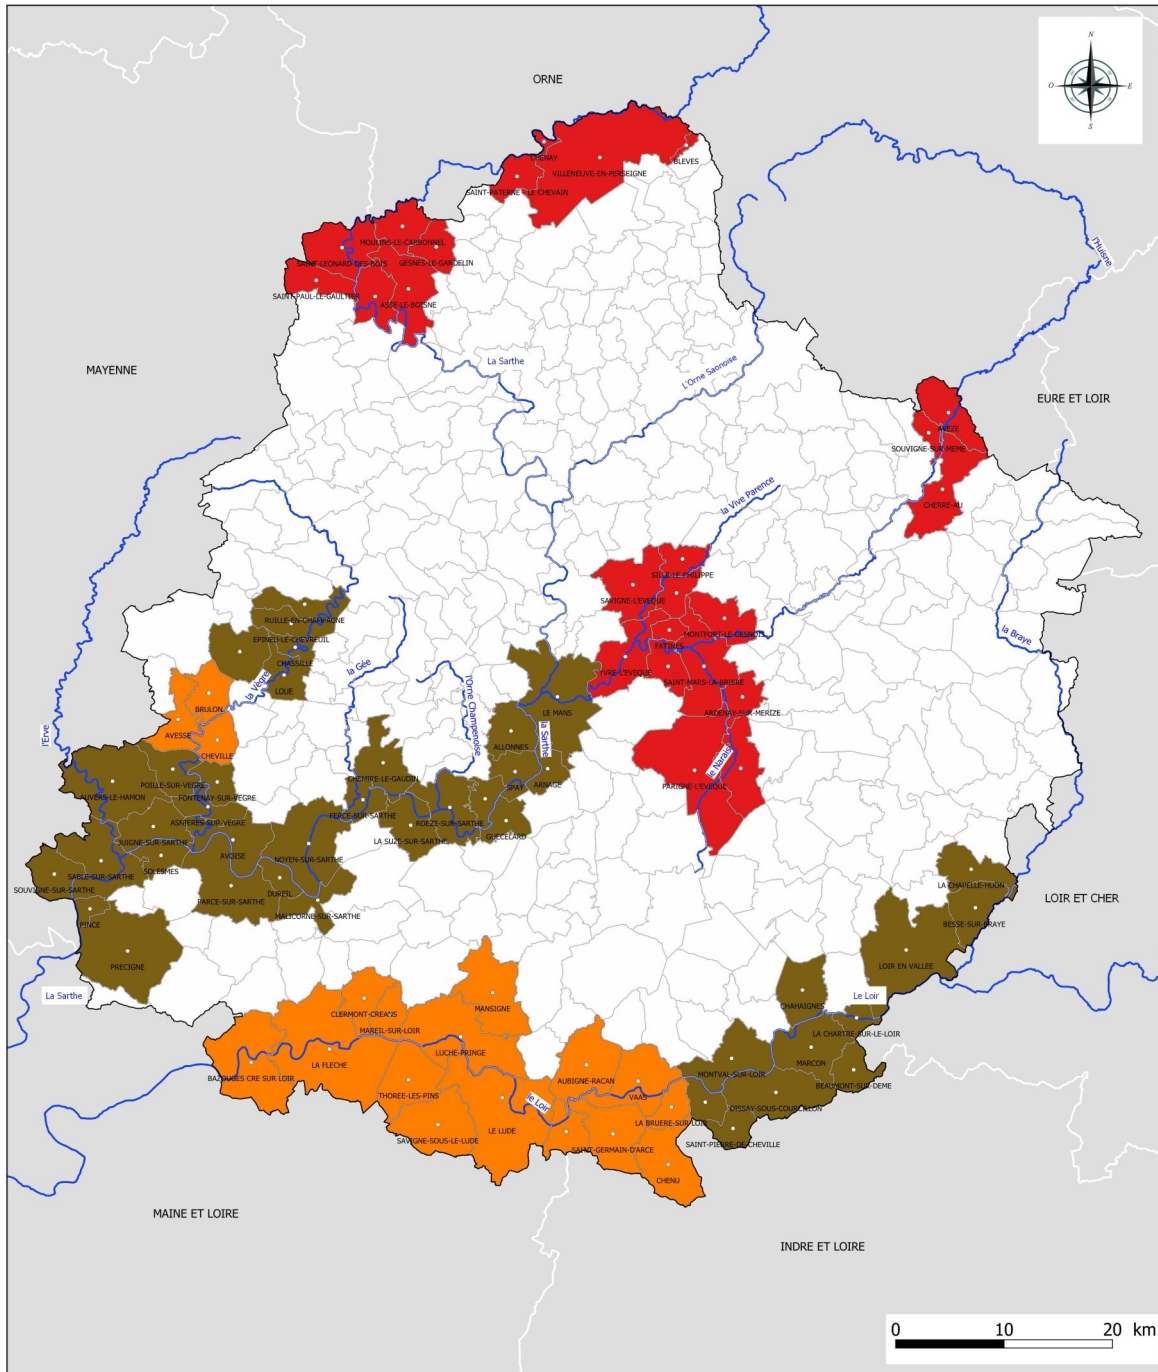 N
O
E
S
ORNE
CHENAY
VILLENEUVE-EN-PERSEIGNE
BLEVES
SAINT-PATERNE - LE CHEVAIN
MOULINS-LE-CARBONNEL
SAINT-LEONARD-DES-BOIS
GESNES-LE-GANDELIN
SAINT-PAUL-LE-GAULTIER
ASSE-LE-BOISNE
l'Huisne
La Sarthe
L'Orne Saonoise
MAYENNE
EURE ET LOIR
AVEZE
SOUVIGNE-SUR-MEME
CHERRE-AU
la Vive Parence
SILLE-LE-PHILIPPE
SAVIGNE-L'EVEQUE
RUILLE-EN-CHAMPAGNE
MONTFORT-LE-GESNOIS
la Braye
EPINEU-LE-CHEVREUIL
FATINES
CHASSILLE
la Gée
YVRE-L'EVEQUE
SAINT-MARS-LA-BRIERE
la Vègre
LOUE
l'Orne Champenoise
BRULON
LE MANS
ARDENAY-SUR-MERIZE
l'Erve
AVESSE
la Sarthe
CHEVILLE
ALLONNES
le Narais
POILLE-SUR-VEGRE
CHEMIRE-LE-GAUDIN
SPAY
ARNAGE
PARIGNE-L'EVEQUE
AUVERS-LE-HAMON
FONTENAY-SUR-VEGRE
FERCE-SUR-SARTHE
ASNIERES-SUR-VEGRE
ROEZE-SUR-SARTHE
GUECELARD
JUIGNE-SUR-SARTHE
LA SUZE-SUR-SARTHE
AVOISE
NOYEN-SUR-SARTHE
SOLESMES
SABLE-SUR-SARTHE
DUREIL
SOUVIGNE-SUR-SARTHE
PARCE-SUR-SARTHE
MALICORNE-SUR-SARTHE
LA CHAPELLE-HUON
LOIR ET CHER
PINCE
BESSE-SUR-BRAYE
PRECIGNE
LOIR EN VALLEE
La Sarthe
Le Loir
MANSIGNE
CHAHAIGNES
CLERMONT-CREANS
MAREIL-SUR-LOIR
LA CHARTRE-SUR-LE-LOIR
LUCHE-PRINGE
MARCON
LA FLECHE
AUBIGNE-RACAN
BAZOUGES CRE SUR LOIR
MONTVAL-SUR-LOIR
BEAUMONT-SUR-DEME
THOREE-LES-PINS
le Loir
VAAS
DISSAY-SOUS-COURCILLON
LA BRUERE-SUR-LOIR
LE LUDE
SAVIGNE-SOUS-LE-LUDE
SAINT-PIERRE-DE-CHEVILLE
SAINT-GERMAIN-D'ARCE
CHENU
MAINE ET LOIRE
INDRE ET LOIRE
0 10 20 km